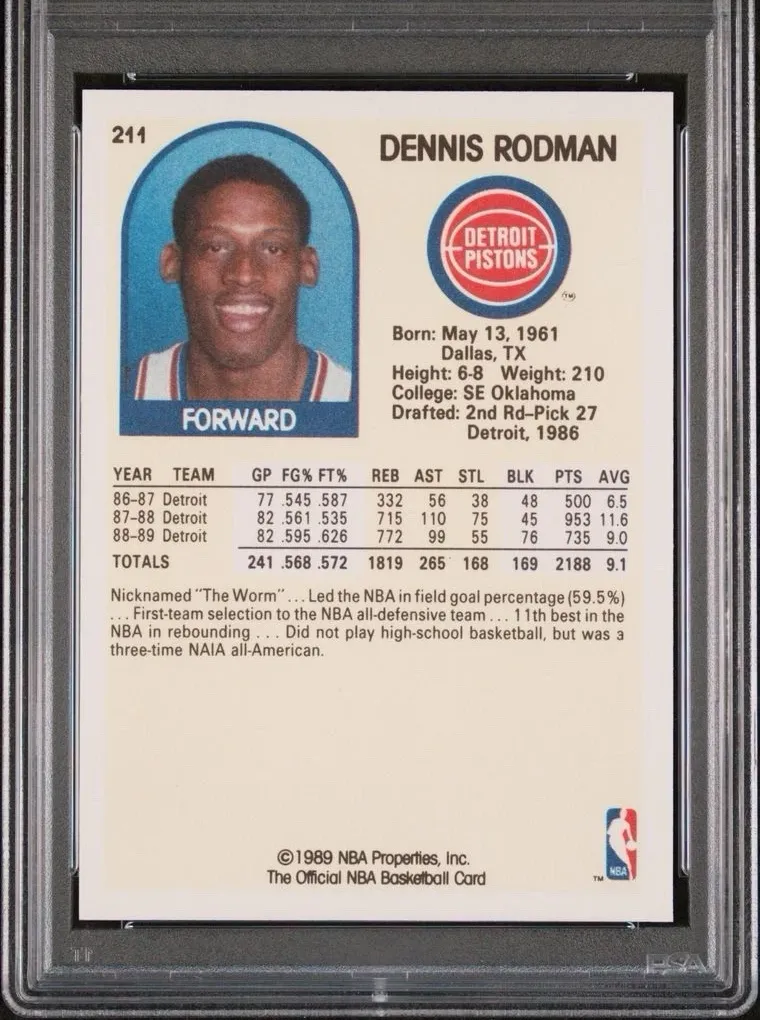 211
DENNIS RODMAN
DETROIT
PISTONS
TM
Born: May 13, 1961
Dallas, TX
Height: 6-8 Weight: 210
College: SE Oklahoma
Drafted: 2nd Rd–Pick 27
Detroit, 1986
FORWARD
YEAR TEAM GP FG% FT% REB AST STL BLK PTS AVG
86–87 Detroit 77 .545 .587 332 56 38 48 500 6.5
87–88 Detroit 82 .561 .535 715 110 75 45 953 11.6
88–89 Detroit 82 .595 .626 772 99 55 76 735 9.0
TOTALS 241 .568 .572 1819 265 168 169 2188 9.1
Nicknamed "The Worm" . . . Led the NBA in field goal percentage (59.5%)
. . . First-team selection to the NBA all-defensive team . . . 11th best in the
NBA in rebounding . . . Did not play high-school basketball, but was a
three-time NAIA all-American.
©1989 NBA Properties, Inc.
The Official NBA Basketball Card
TM
NBA
PSA